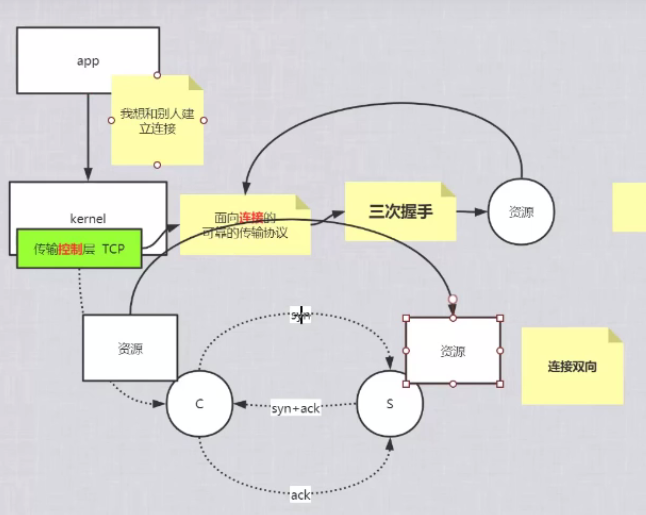 app
我想和别人建
立连接
kernel
传输控制层 TCP
面向连接的
可靠的传输协议
三次握手
资源
资源
syn
资源
连接双向
C
syn+ack
S
ack